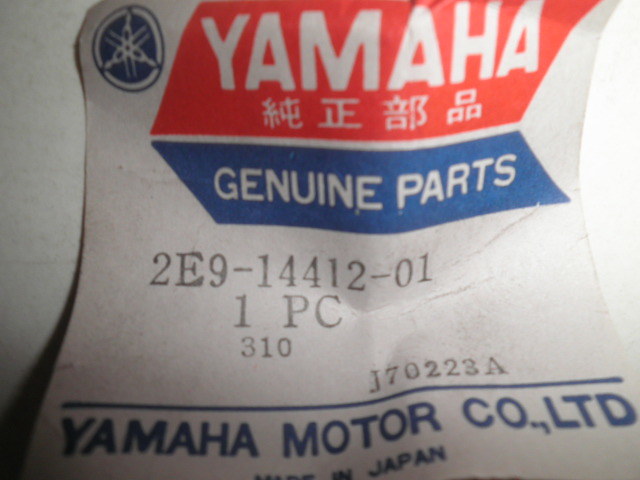 YAMAHA
純正部品
GENUINE PARTS
2E9-14412-01
1 PC
310
J70223A
YAMAHA MOTOR CO.,LTD
MADE IN JAPAN